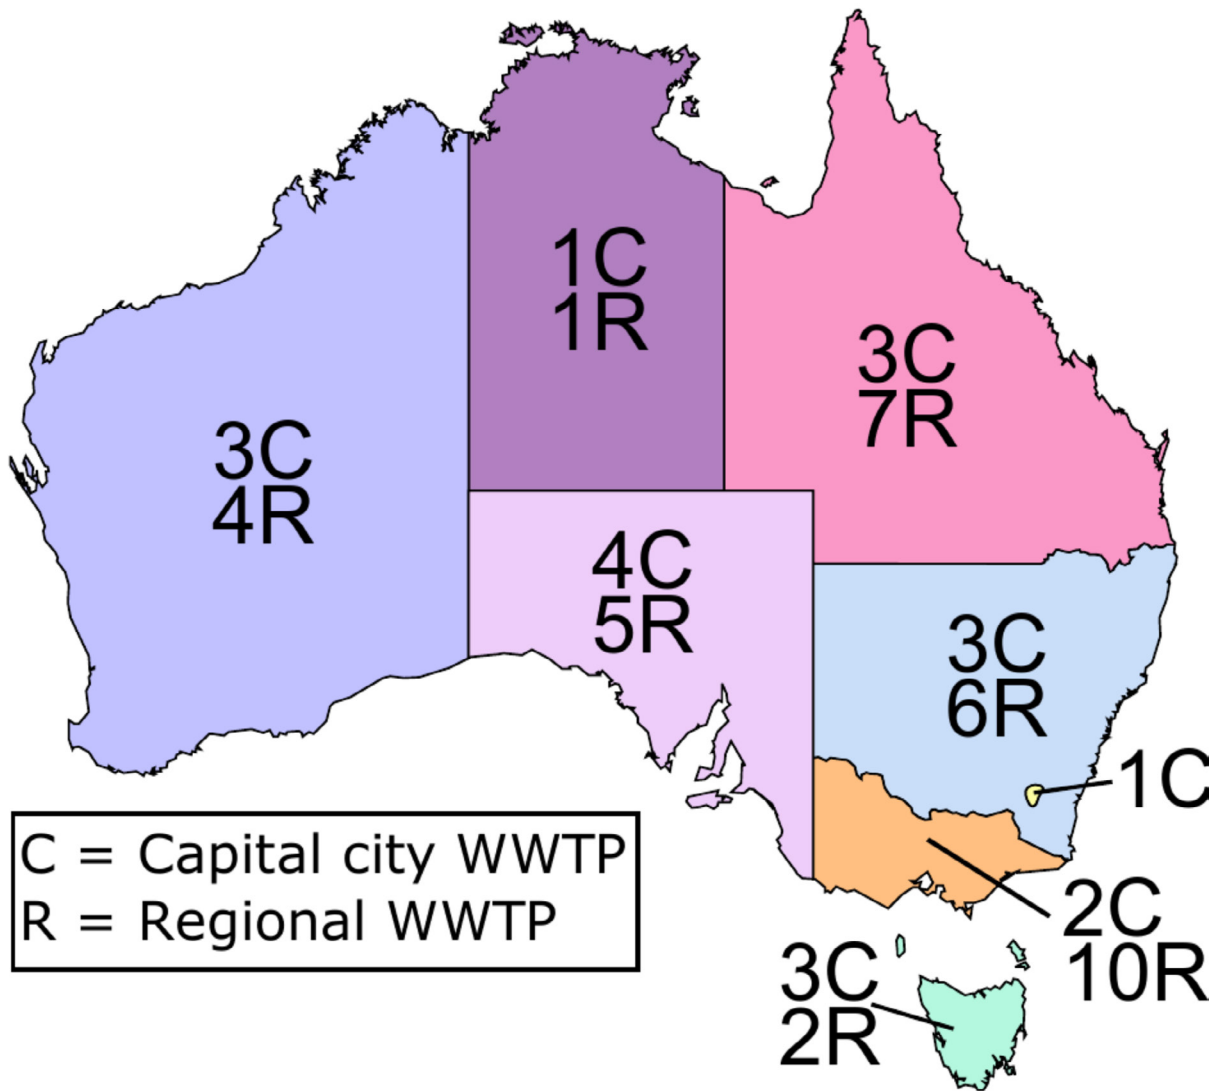 1C
1R
3C
7R
3C
4R
4C
5R
3C
6R
1C
C = Capital city WWTP
R = Regional WWTP
2C
10R
3C
2R